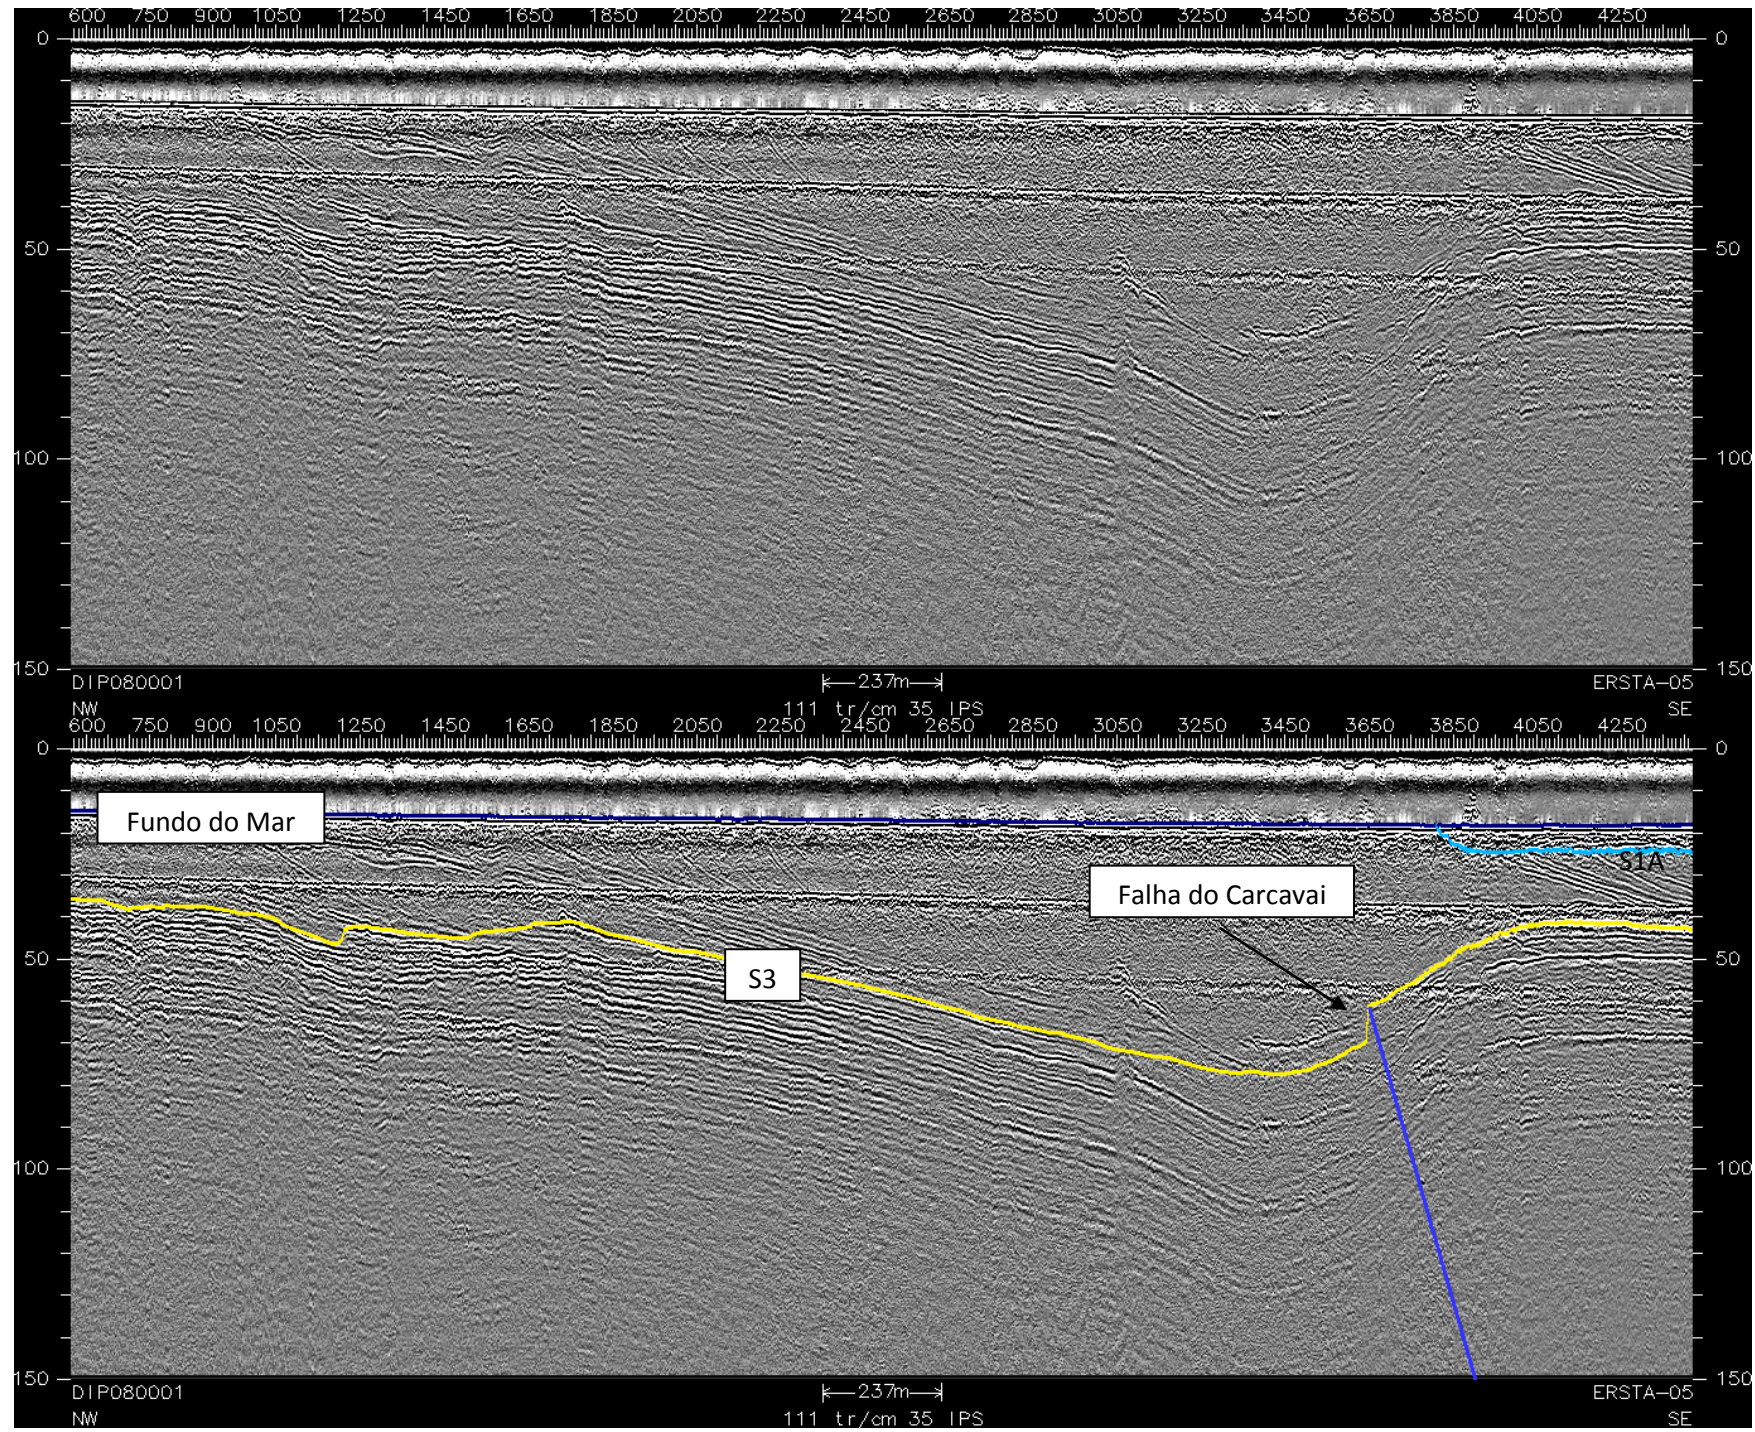 600 750 900 1050 1250 1450 1650 1850 2050 2250 2450 2650 2850 3050 3250 3450 3650 3850 4050 4250
0 0
50 50
100 100
150 150
DIP080001 237m ERSTA-05
NW 111 tr/cm 35 IPS SE
600 750 900 1050 1250 1450 1650 1850 2050 2250 2450 2650 2850 3050 3250 3450 3650 3850 4050 4250
0 0
Fundo do Mar
S1A
Falha do Carcavai
50 50
S3
100 100
150 150
DIP080001 237m ERSTA-05
NW 111 tr/cm 35 IPS SE